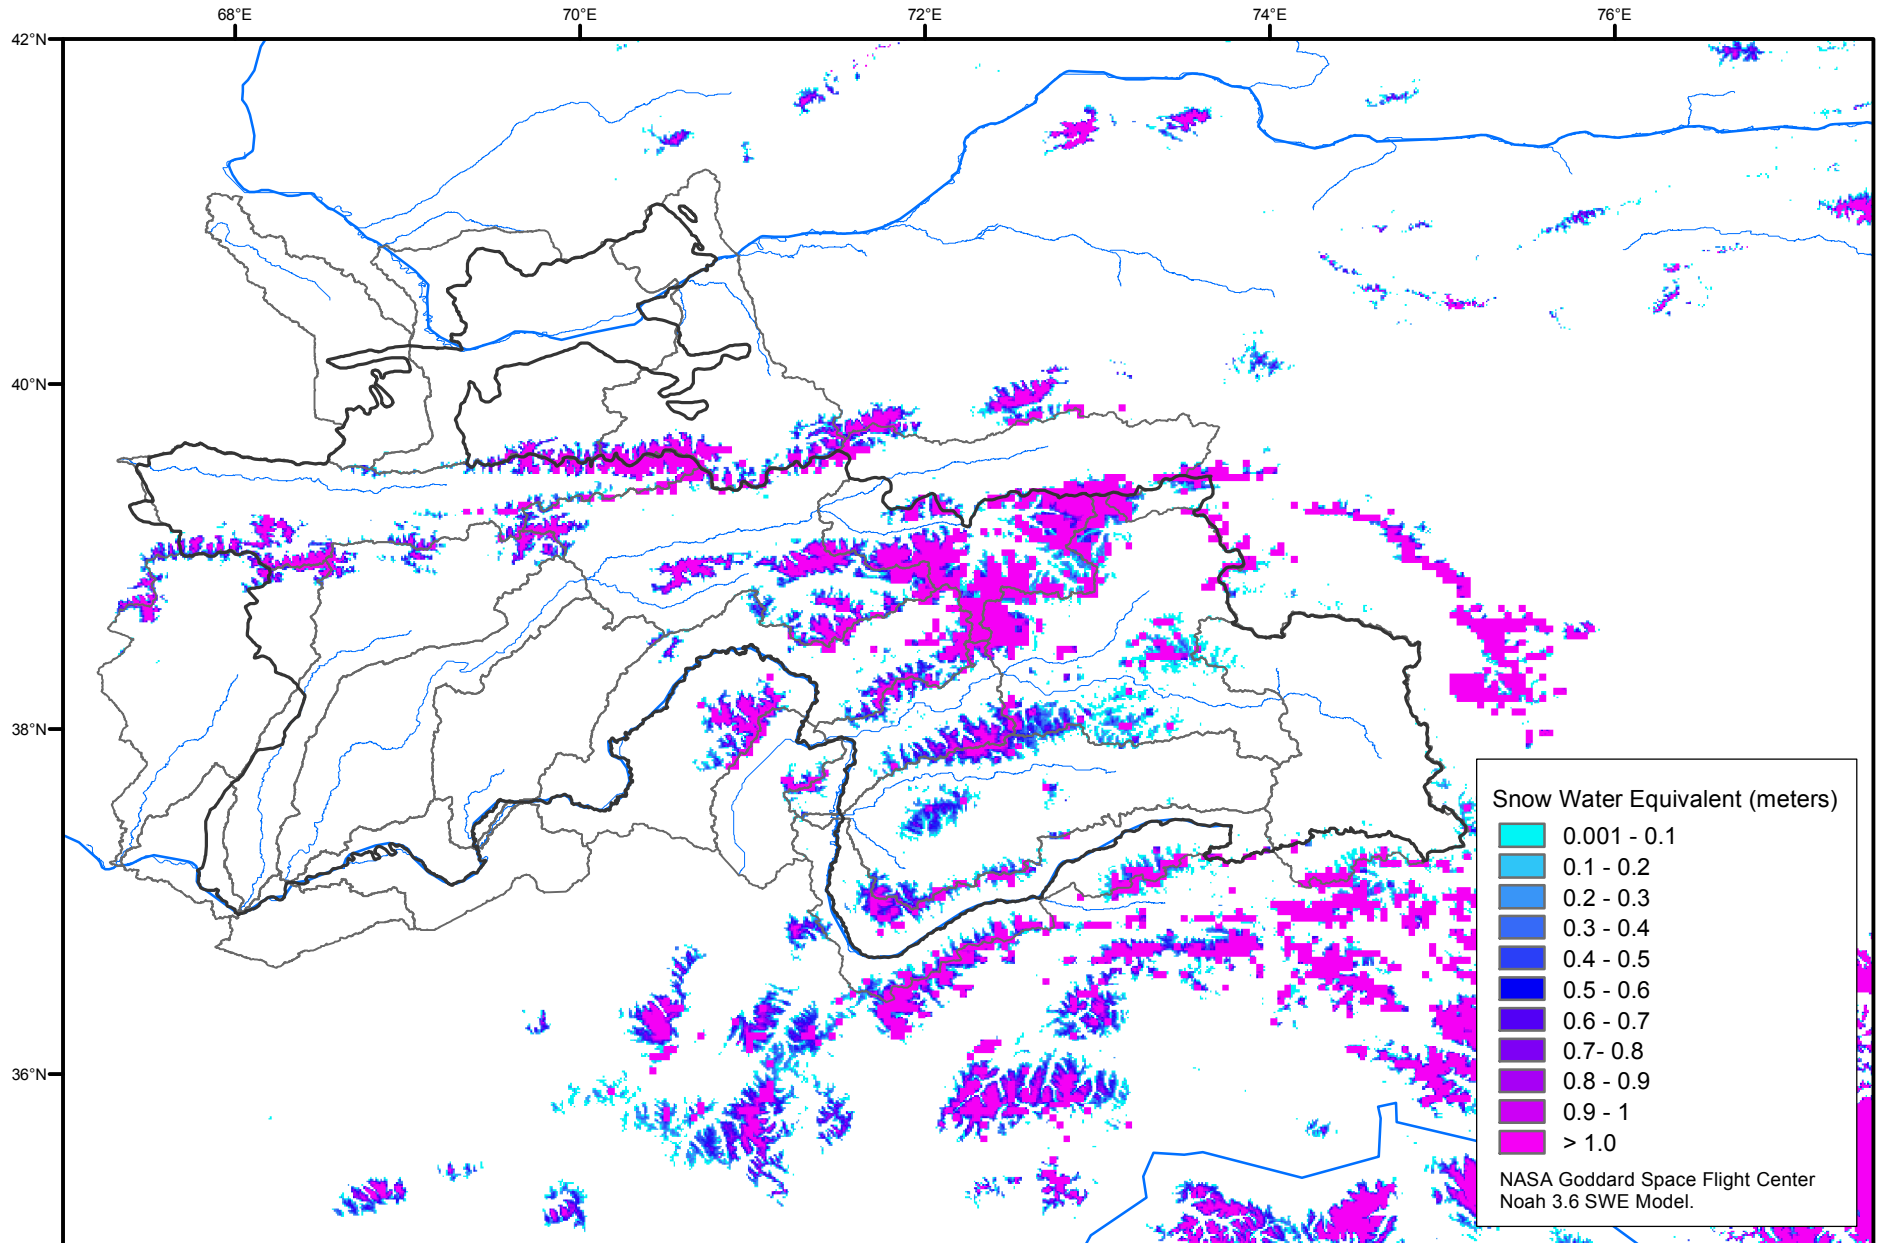 68°E 70°E 72°E 74°E 76°E
42°N
40°N
38°N
36°N
Snow Water Equivalent (meters)
0.001 - 0.1
0.1 - 0.2
0.2 - 0.3
0.3 - 0.4
0.4 - 0.5
0.5 - 0.6
0.6 - 0.7
0.7- 0.8
0.8 - 0.9
0.9 - 1
> 1.0
NASA Goddard Space Flight Center
Noah 3.6 SWE Model.